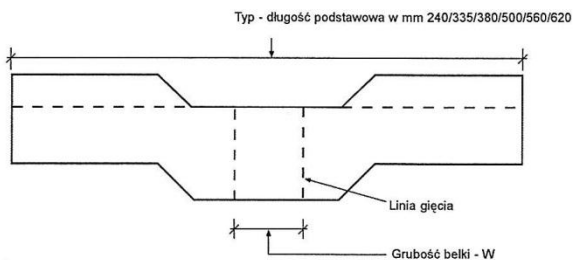 Typ - długość podstawowa w mm 240/335/380/500/560/620
Linia gięcia
Grubość belki - W